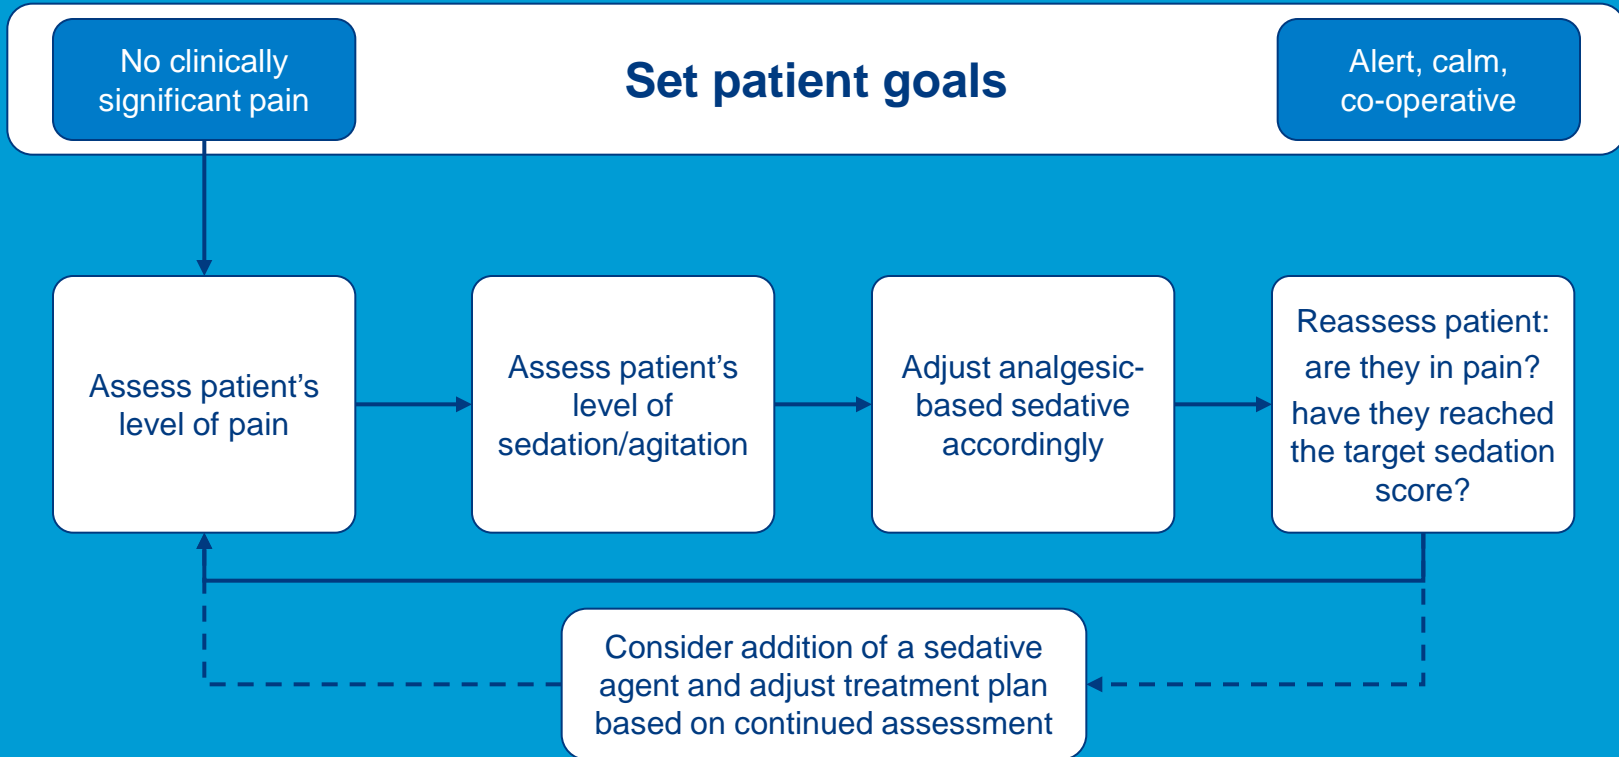 No clinically
significant pain
Set patient goals
Alert, calm,
co-operative
Assess patient’s
level of pain
Assess patient’s
level of
sedation/agitation
Adjust analgesic-
based sedative
accordingly
Reassess patient:
are they in pain?
have they reached
the target sedation
score?
Consider addition of a sedative
agent and adjust treatment plan
based on continued assessment